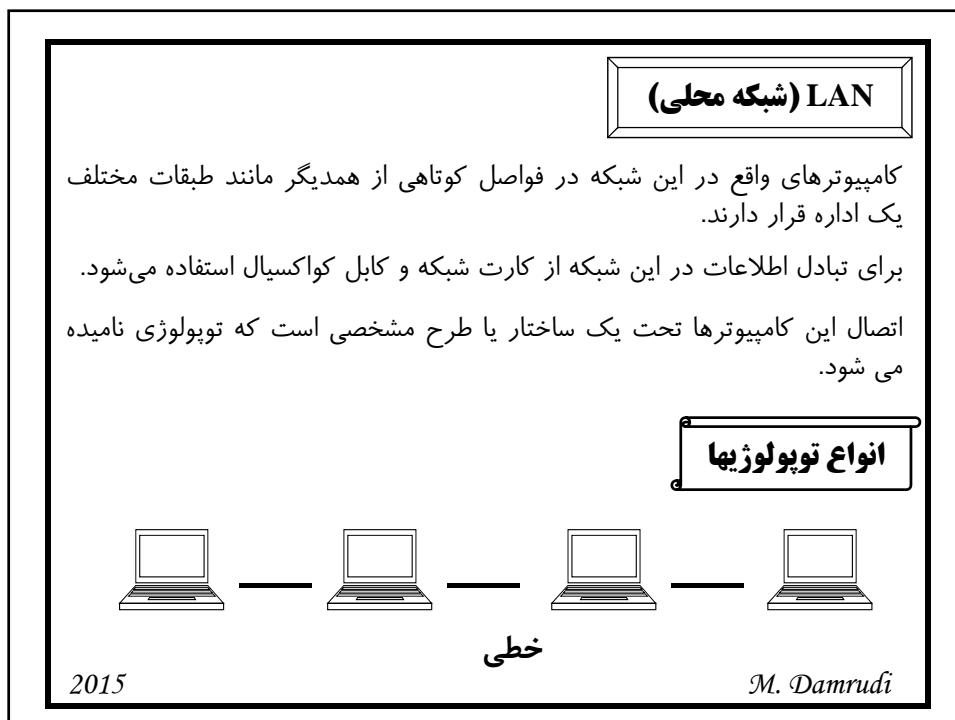 LAN (شبکه محلی)
کامپیوترهای واقع در این شبکه در فواصل کوتاهی از همدیگر مانند طبقات مختلف
یک اداره قرار دارند.
برای تبادل اطلاعات در این شبکه از کارت شبکه و کابل کواکسیال استفاده می‌شود.
اتصال این کامپیوترها تحت یک ساختار یا طرح مشخصی است که توپولوژی نامیده
می شود.
انواع توپولوژیها
خطی
2015
M. Damrudi